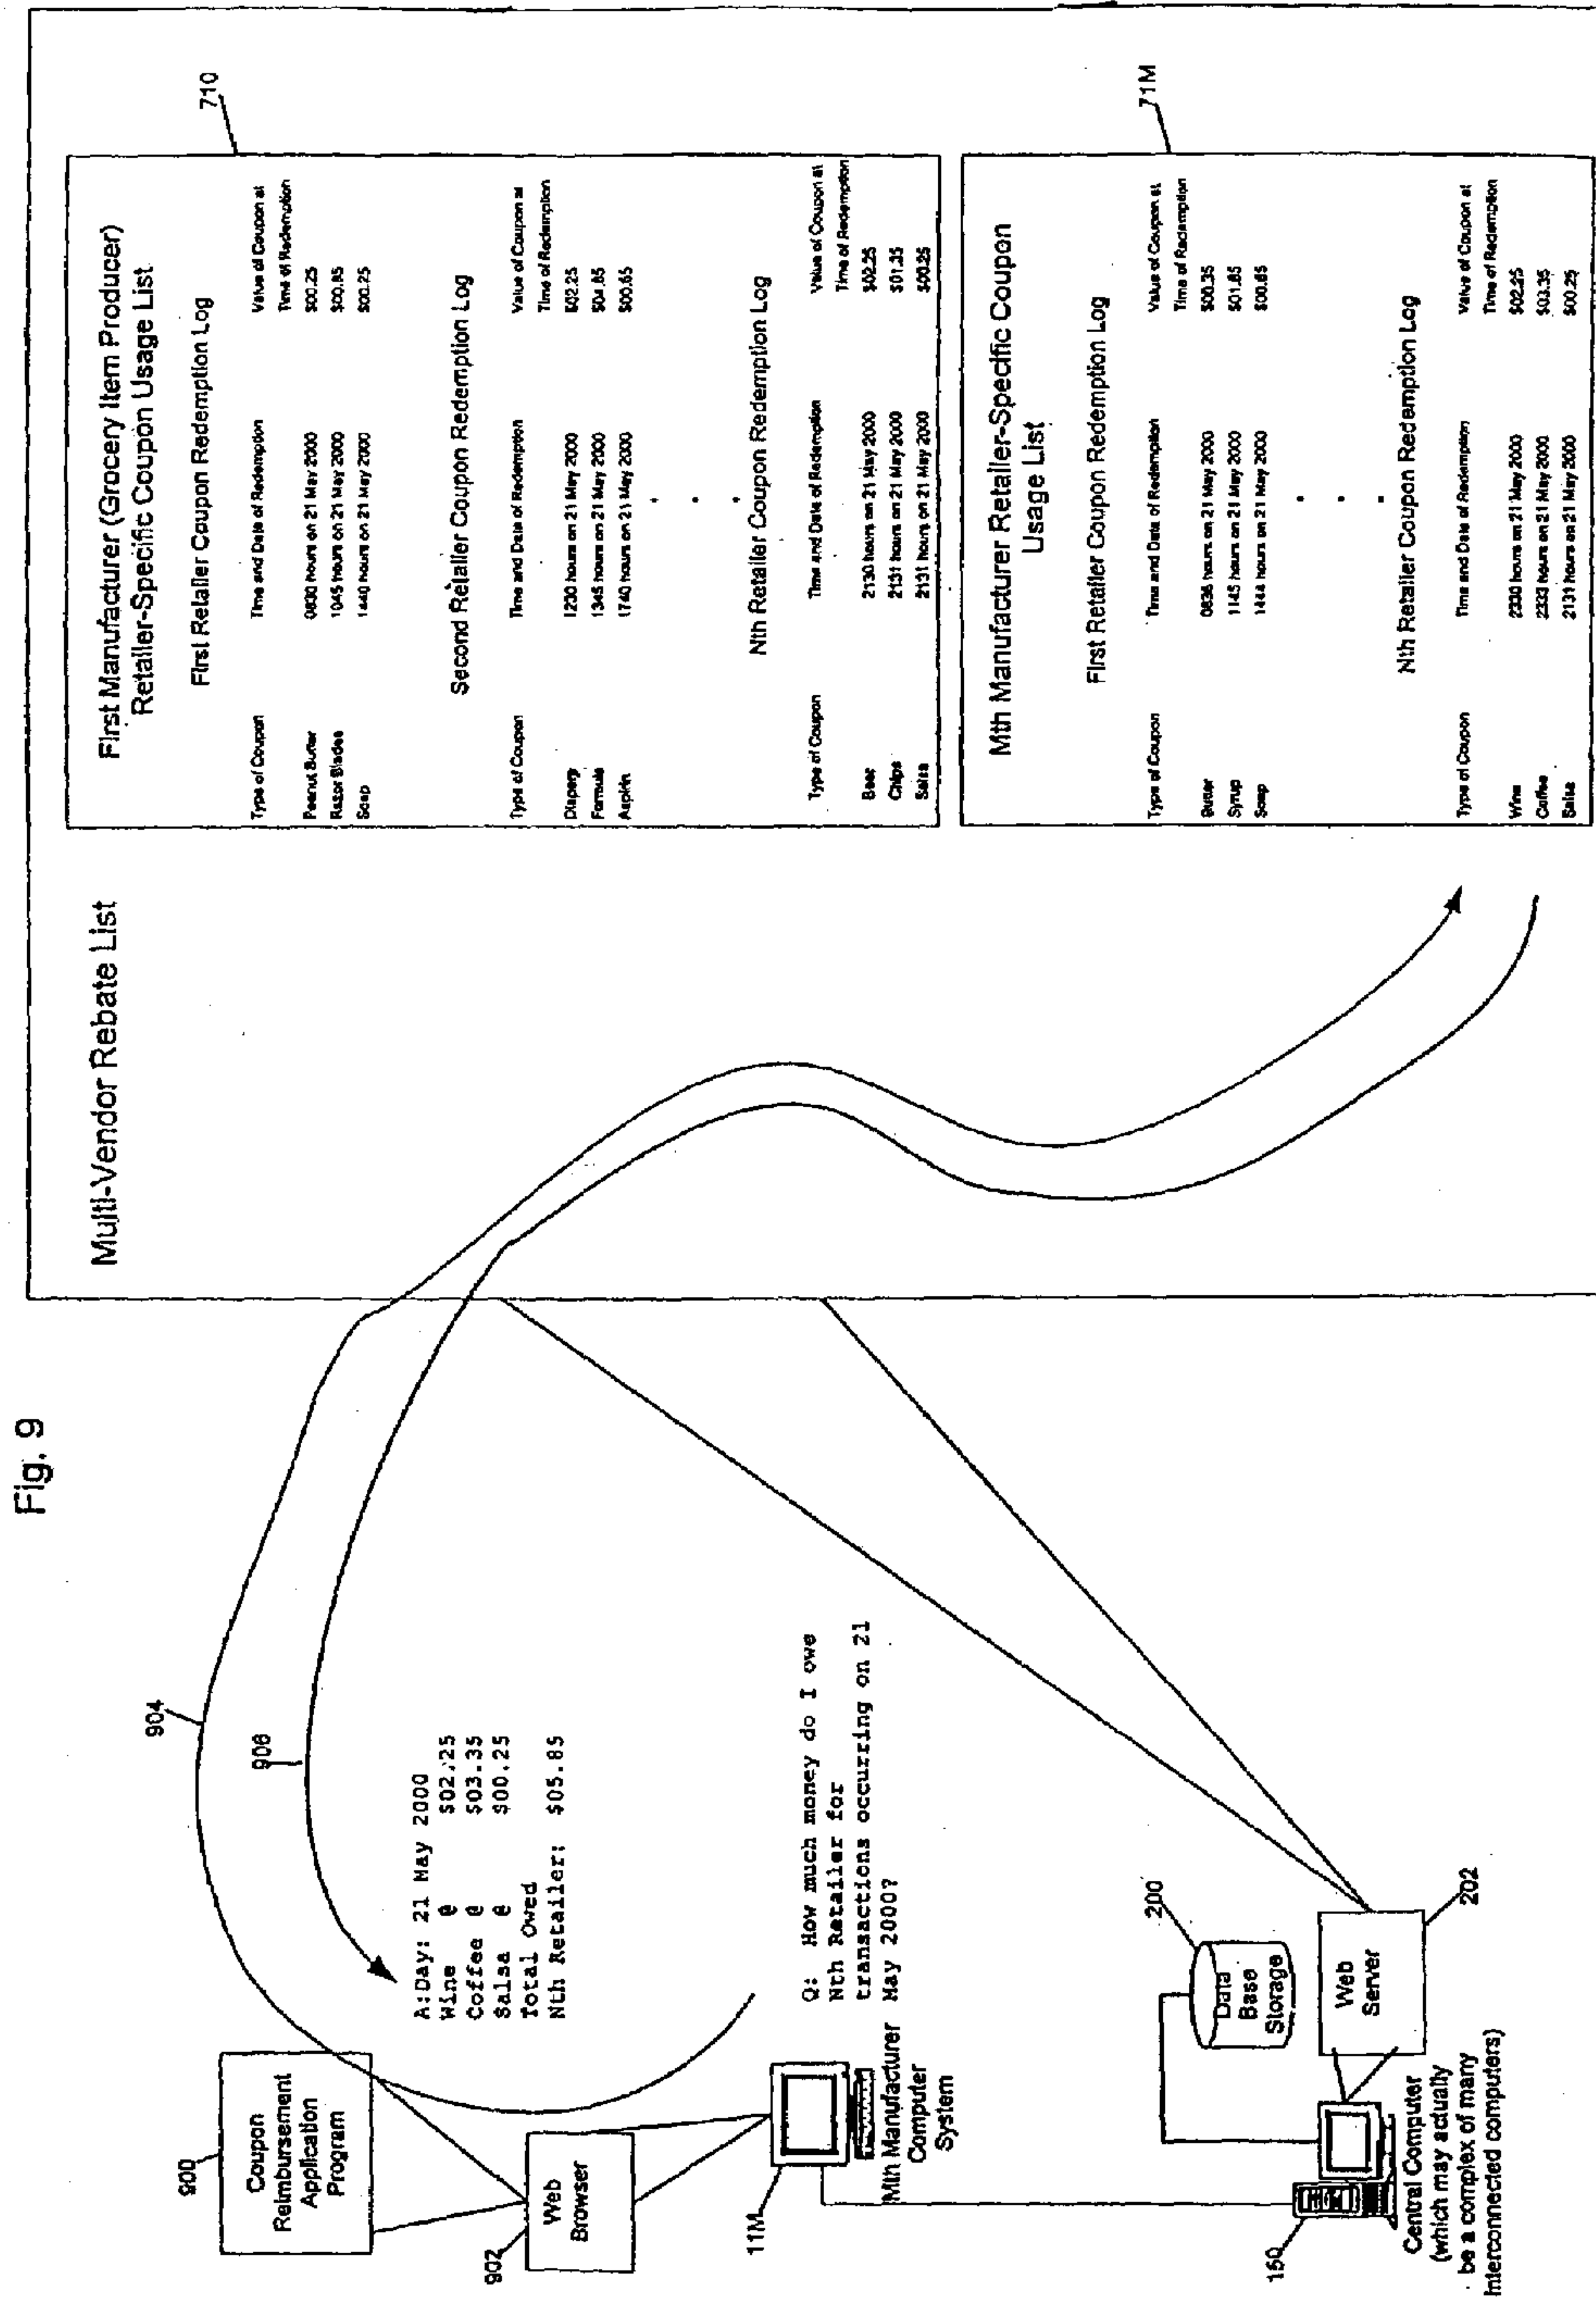 Fig. 9
Multi-Vendor Rebate List
First Manufacturer (Grocery Item Producer)
Retailer-Specific Coupon Usage List
710
First Retailer Coupon Redemption Log
Type of Coupon Time and Date of Redemption Value of Coupon at
Time of Redemption
Peanut Butter 0830 hours on 21 May 2000 $00.25
Razor Blades 1045 hours on 21 May 2000 $00.85
Soap 1440 hours on 21 May 2000 $00.25
Second Retailer Coupon Redemption Log
Type of Coupon Time and Date of Redemption Value of Coupon at
Time of Redemption
Diapery 1230 hours on 21 May 2000 $02.25
Formula 1345 hours on 21 May 2000 $04.85
Aspirin 1740 hours on 21 May 2000 $00.65
Nth Retailer Coupon Redemption Log
Type of Coupon Time and Date of Redemption Value of Coupon at
Time of Redemption
Beer 2130 hours on 21 May 2000 $02.25
Chips 2131 hours on 21 May 2000 $01.35
Salsa 2131 hours on 21 May 2000 $00.25
71M
Mth Manufacturer Retailer-Specific Coupon
Usage List
First Retailer Coupon Redemption Log
Type of Coupon Time and Date of Redemption Value of Coupon at
Time of Redemption
Butter 0836 hours on 21 May 2000 $00.35
Syrup 1145 hours on 21 May 2000 $01.85
Soap 1444 hours on 21 May 2000 $00.85
Nth Retailer Coupon Redemption Log
Type of Coupon Time and Date of Redemption Value of Coupon at
Time of Redemption
Wine 2330 hours on 21 May 2000 $02.25
Coffee 2333 hours on 21 May 2000 $03.35
Salsa 2131 hours on 21 May 2000 $00.25
900
Coupon
Reimbursement
Application
Program
904
906
A:Day: 21 May 2000
Wine @ $02.25
Coffee @ $03.35
Salsa @ $00.25
Total Owed
Nth Retailer: $05.85
902
Web
Browser
Q: How much money do I owe
Nth Retailer for
transactions occurring on 21
May 2000?
11M
Mth Manufacturer
Computer
System
200
Data
Base
Storage
Web
Server
202
150
Central Computer
(which may actually
be a complex of many
interconnected computers)